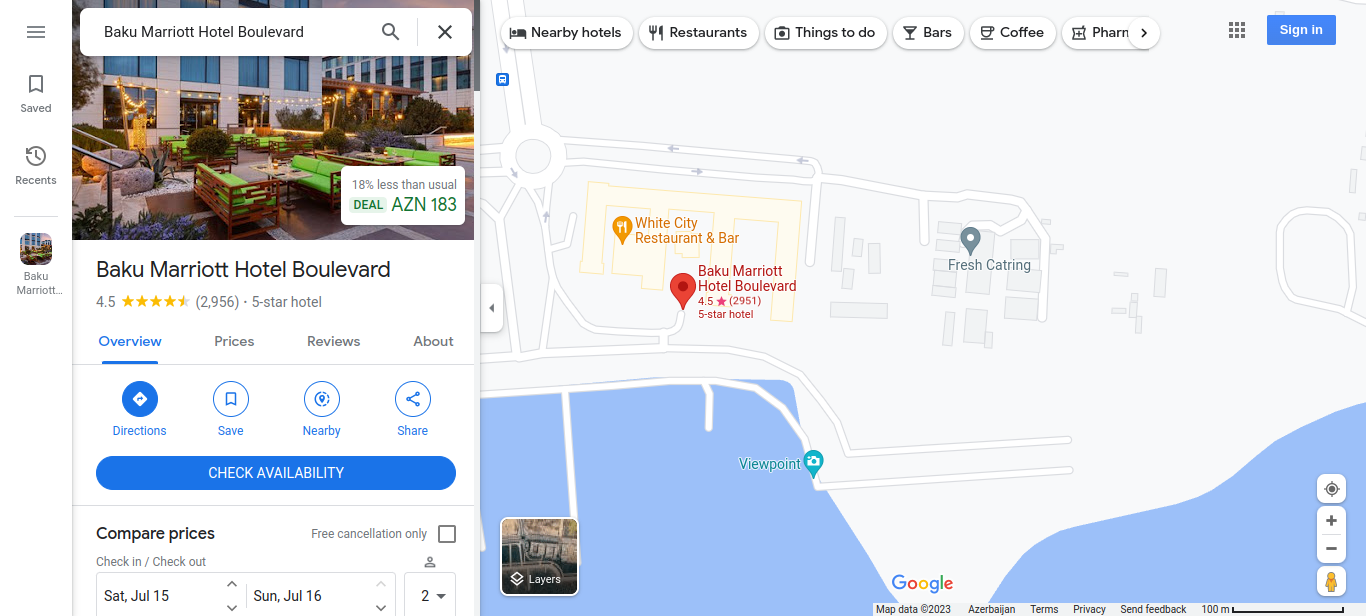 Saved
Recents
Baku
Marriott...
Baku Marriott Hotel Boulevard
18% less than usual
DEAL AZN 183
Baku Marriott Hotel Boulevard
4.5 (2,956) · 5-star hotel
Overview Prices Reviews About
Directions Save Nearby Share
CHECK AVAILABILITY
Compare prices
Free cancellation only
Check in / Check out
Sat, Jul 15 Sun, Jul 16 2
Nearby hotels Restaurants Things to do Bars Coffee Pharm
Sign in
White City
Restaurant & Bar
Baku Marriott
Hotel Boulevard
4.5 ★ (2951)
5-star hotel
Fresh Catring
Viewpoint
Layers
Google
Map data ©2023 Azerbaijan Terms Privacy Send feedback 100 m